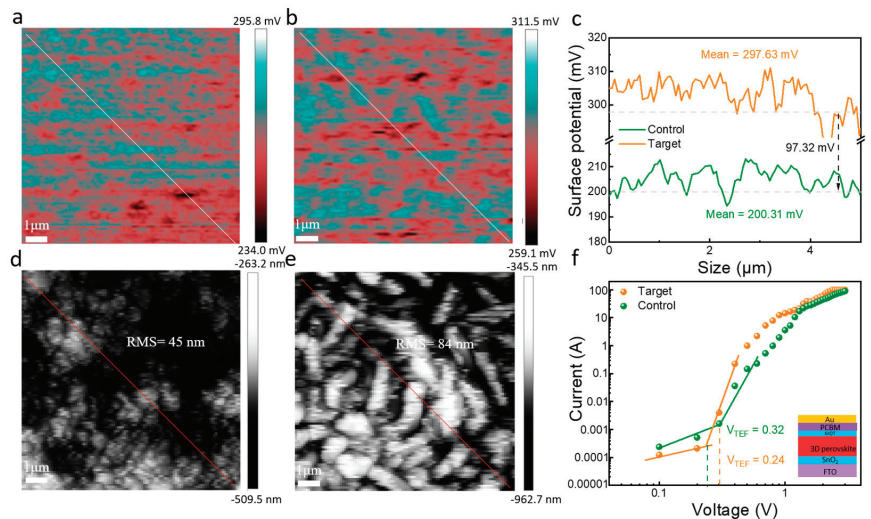 a
295.8 mV
1μm
234.0 mV
b
311.5 mV
1μm
259.1 mV
c
Surface potential (mV)
320
310
300
210
200
190
180
Mean = 297.63 mV
Control
Target
97.32 mV
Mean = 200.31 mV
0
2
4
Size (μm)
d
-263.2 nm
RMS= 45 nm
1μm
-509.5 nm
e
-345.5 nm
RMS= 84 nm
1μm
-962.7 nm
f
Current (A)
100
10
1
0.1
0.01
0.001
0.0001
0.00001
Target
Control
V_TEF = 0.32
V_TEF = 0.24
Au
PCBM
3D perovskite
SnO₂
FTO
0.1
1
Voltage (V)